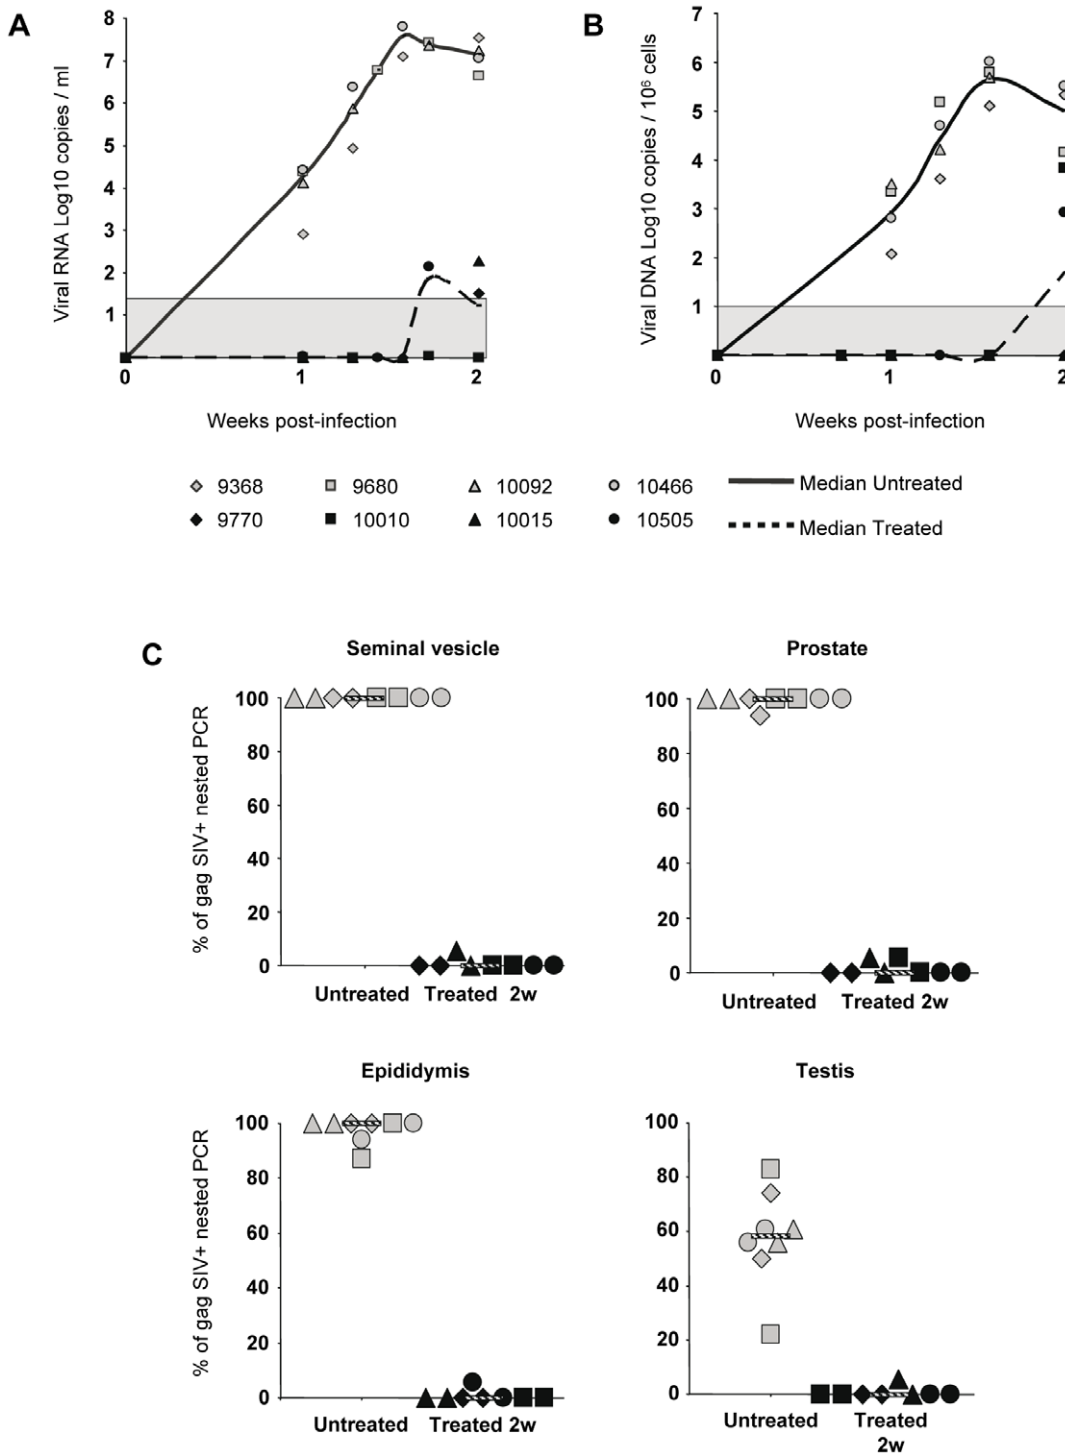 A
Viral RNA Log10 copies / ml
8
7
6
5
4
3
2
1
0
1
2
Weeks post-infection
B
Viral DNA Log10 copies / 10⁶ cells
7
6
5
4
3
2
1
0
1
2
Weeks post-infection
9368
9680
10092
10466
Median Untreated
9770
10010
10015
10505
Median Treated
C
Seminal vesicle
% of gag SIV+ nested PCR
100
80
60
40
20
0
Untreated
Treated 2w
Prostate
100
80
60
40
20
0
Untreated
Treated 2w
Epididymis
% of gag SIV+ nested PCR
100
80
60
40
20
0
Untreated
Treated 2w
Testis
100
80
60
40
20
0
Untreated
Treated
2w